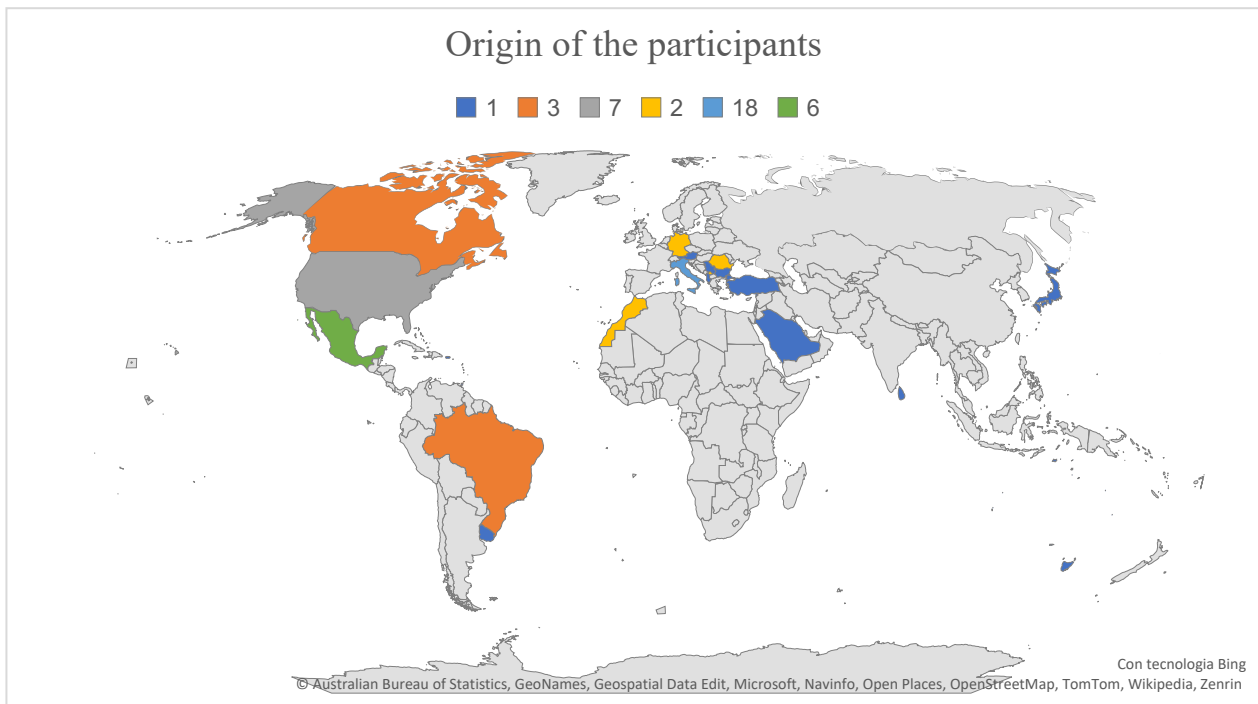 Origin of the participants
1 3 7 2 18 6
Con tecnologia Bing
© Australian Bureau of Statistics, GeoNames, Geospatial Data Edit, Microsoft, Navinfo, Open Places, OpenStreetMap, TomTom, Wikipedia, Zenrin